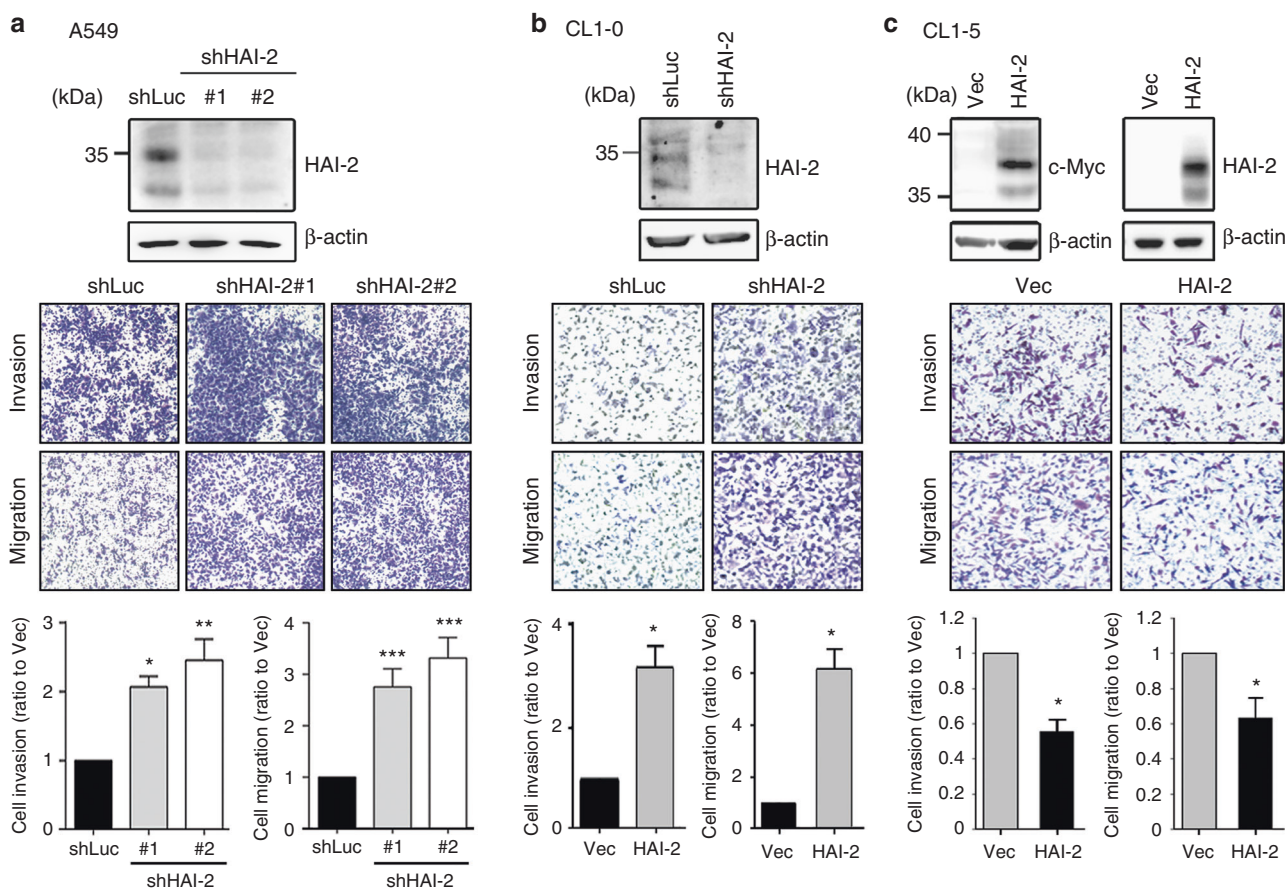 a A549
shHAI-2
(kDa) shLuc #1 #2
35
HAI-2
β-actin
shLuc shHAI-2#1 shHAI-2#2
Invasion
Migration
Cell invasion (ratio to Vec)
3
2
1
0
* **
shLuc #1 #2
shHAI-2
Cell migration (ratio to Vec)
4
3
2
1
0
*** ***
shLuc #1 #2
shHAI-2
b CL1-0
(kDa) shLuc shHAI-2
35
HAI-2
β-actin
shLuc shHAI-2
Invasion
Migration
Cell invasion (ratio to Vec)
4
3
2
1
0
*
Vec HAI-2
Cell migration (ratio to Vec)
8
6
4
2
0
*
Vec HAI-2
c CL1-5
(kDa) Vec HAI-2
40
35
c-Myc
β-actin
Vec HAI-2
HAI-2
β-actin
Vec HAI-2
Invasion
Migration
Cell invasion (ratio to Vec)
1.2
1
0.8
0.6
0.4
0.2
0
*
Vec HAI-2
Cell migration (ratio to Vec)
1.2
1
0.8
0.6
0.4
0.2
0
*
Vec HAI-2